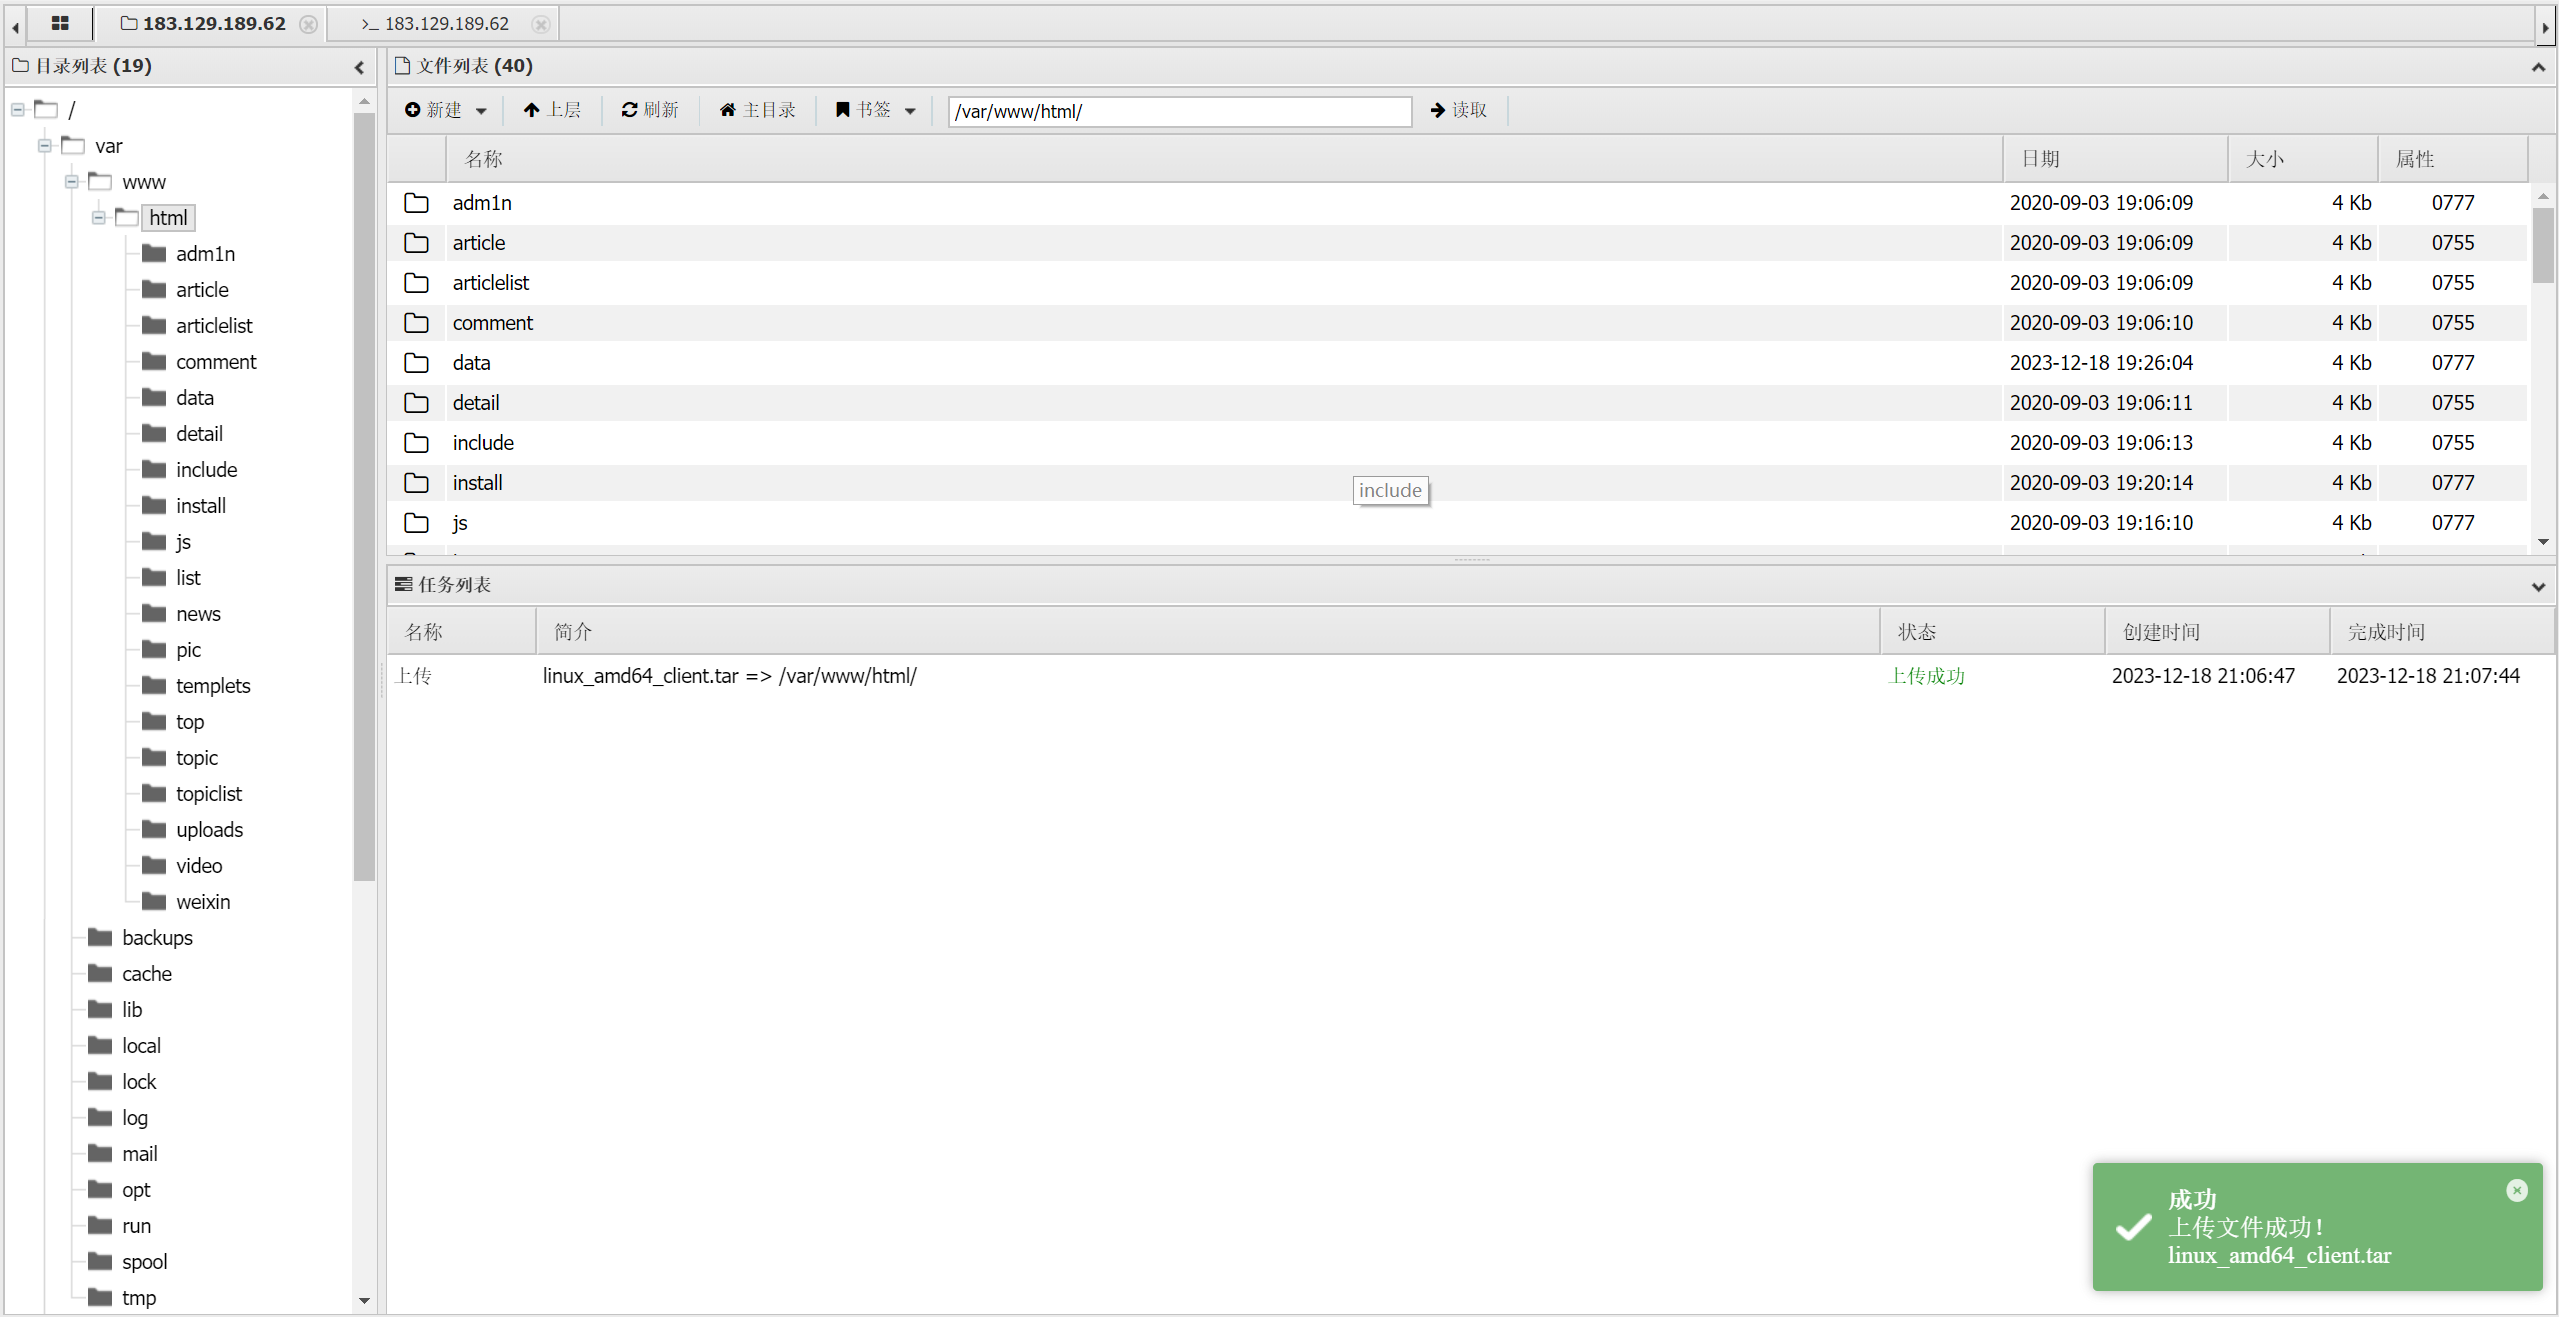 183.129.189.62
>_ 183.129.189.62
目录列表 (19)
/
var
www
html
adm1n
article
articlelist
comment
data
detail
include
install
js
list
news
pic
templets
top
topic
topiclist
uploads
video
weixin
backups
cache
lib
local
lock
log
mail
opt
run
spool
tmp
文件列表 (40)
新建 上层 刷新 主目录 书签 /var/www/html/ 读取
名称 日期 大小 属性
adm1n 2020-09-03 19:06:09 4 Kb 0777
article 2020-09-03 19:06:09 4 Kb 0755
articlelist 2020-09-03 19:06:09 4 Kb 0755
comment 2020-09-03 19:06:10 4 Kb 0755
data 2023-12-18 19:26:04 4 Kb 0777
detail 2020-09-03 19:06:11 4 Kb 0755
include 2020-09-03 19:06:13 4 Kb 0755
install 2020-09-03 19:20:14 4 Kb 0777
include
js 2020-09-03 19:16:10 4 Kb 0777
任务列表
名称 简介 状态 创建时间 完成时间
上传 linux_amd64_client.tar => /var/www/html/ 上传成功 2023-12-18 21:06:47 2023-12-18 21:07:44
成功
上传文件成功！
linux_amd64_client.tar